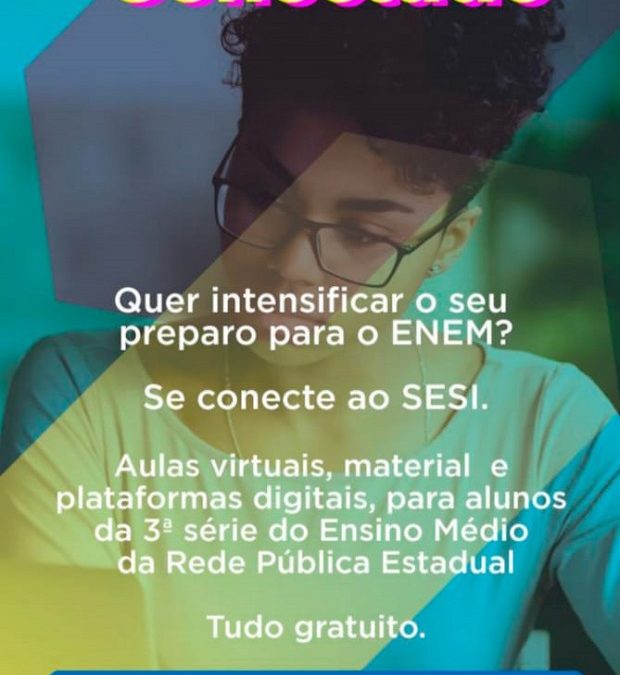 Quer intensificar o seu
preparo para o ENEM?
Se conecte ao SESI.
Aulas virtuais, material e
plataformas digitais, para alunos
da 3ª série do Ensino Médio
da Rede Pública Estadual
Tudo gratuito.